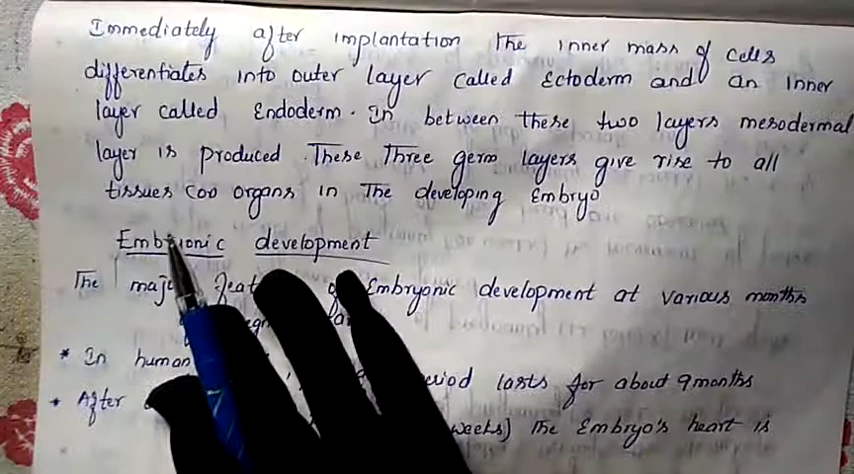 Immediately after implantation The inner mass of cells
differentiates into outer layer called Ectoderm and an inner
layer called Endoderm. In between these two layers mesodermal
layer is produced. These Three germ layers give rise to all
tissues (or) organs in The developing Embryo
Embryonic development
The of Embryonic development at various months
* In human lasts for about 9 months
* After weeks) The Embryo's heart is